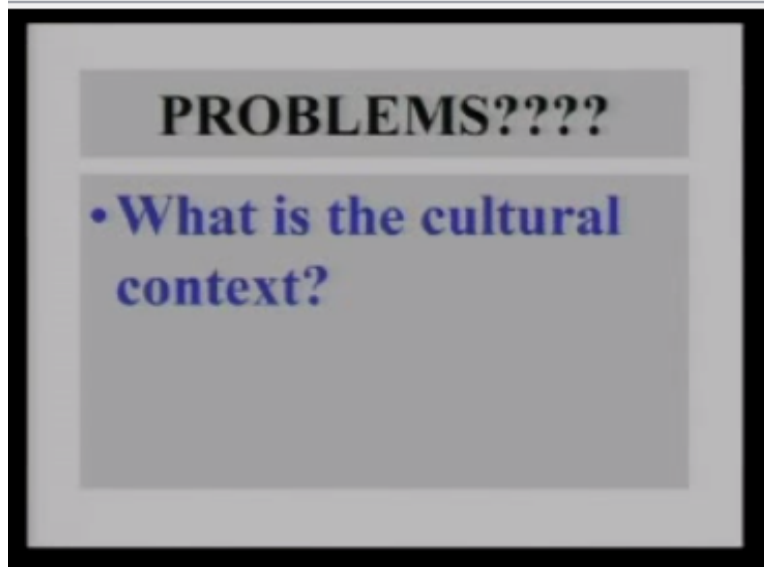 PROBLEMS????
• What is the cultural
context?